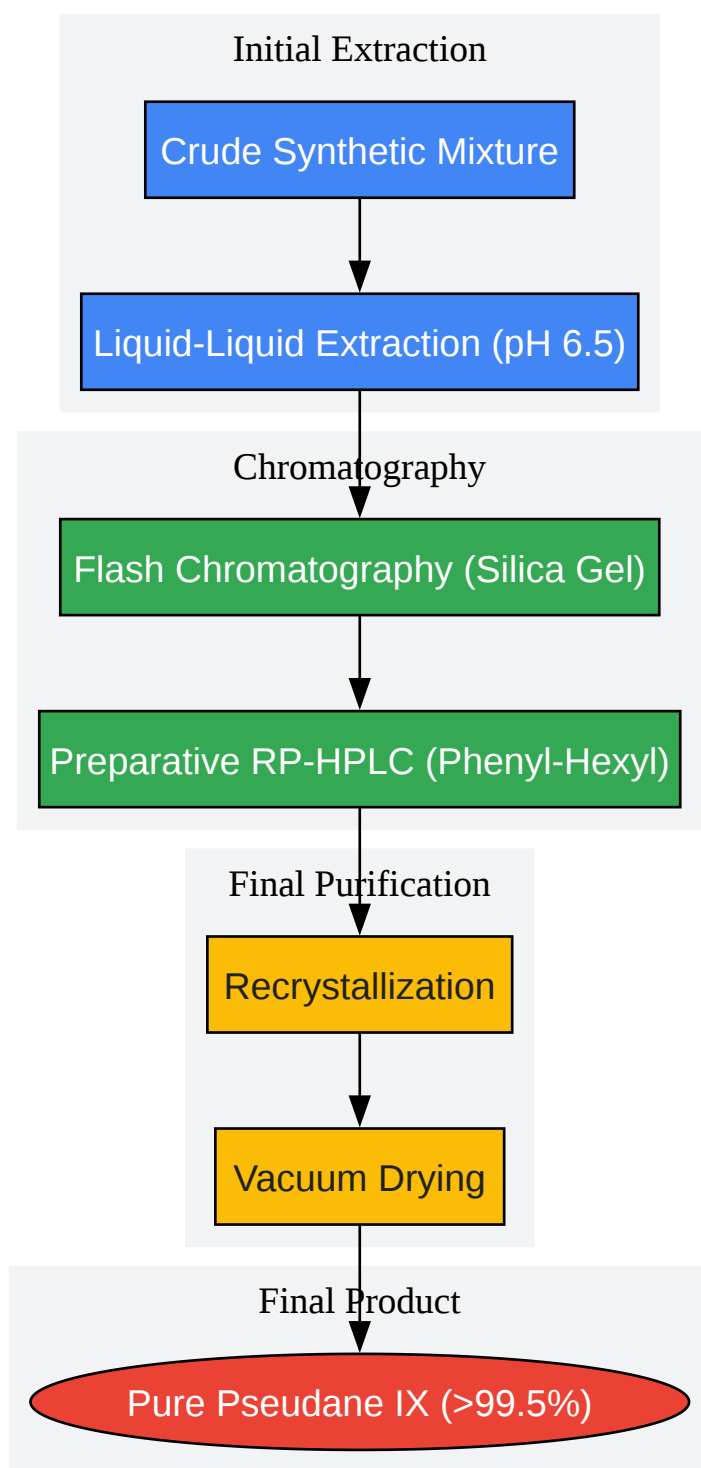 Initial Extraction
Crude Synthetic Mixture
Liquid-Liquid Extraction (pH 6.5)
Chromatography
Flash Chromatography (Silica Gel)
Preparative RP-HPLC (Phenyl-Hexyl)
Final Purification
Recrystallization
Vacuum Drying
Final Product
Pure Pseudane IX (>99.5%)